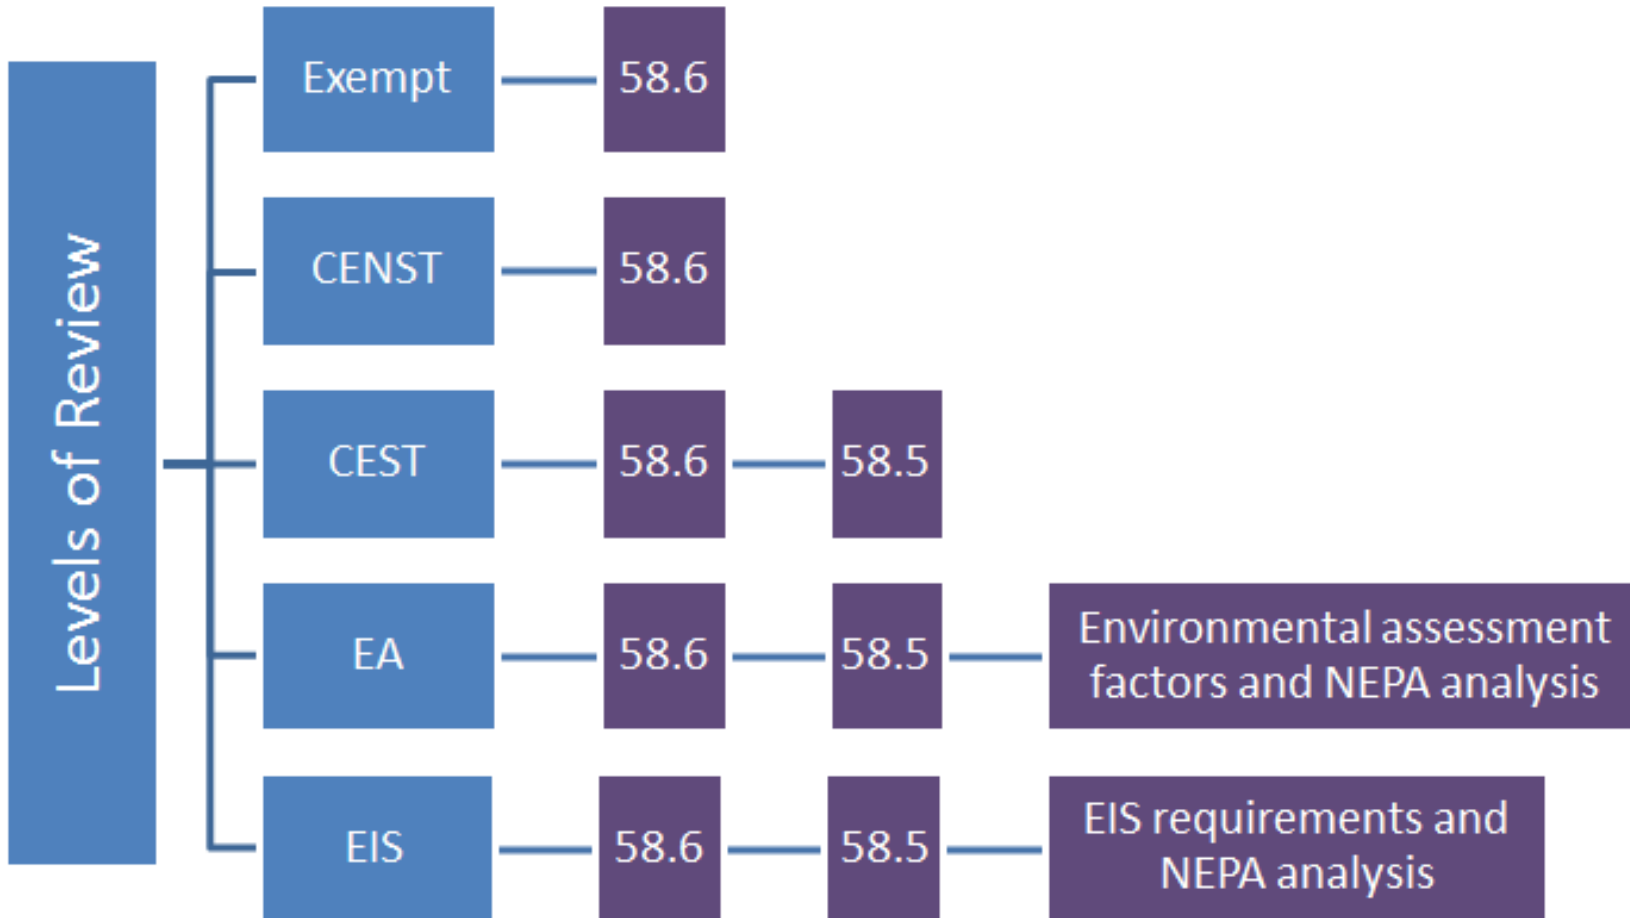 Levels of Review
Exempt
58.6
CENST
58.6
CEST
58.6
58.5
EA
58.6
58.5
Environmental assessment
factors and NEPA analysis
EIS
58.6
58.5
EIS requirements and
NEPA analysis